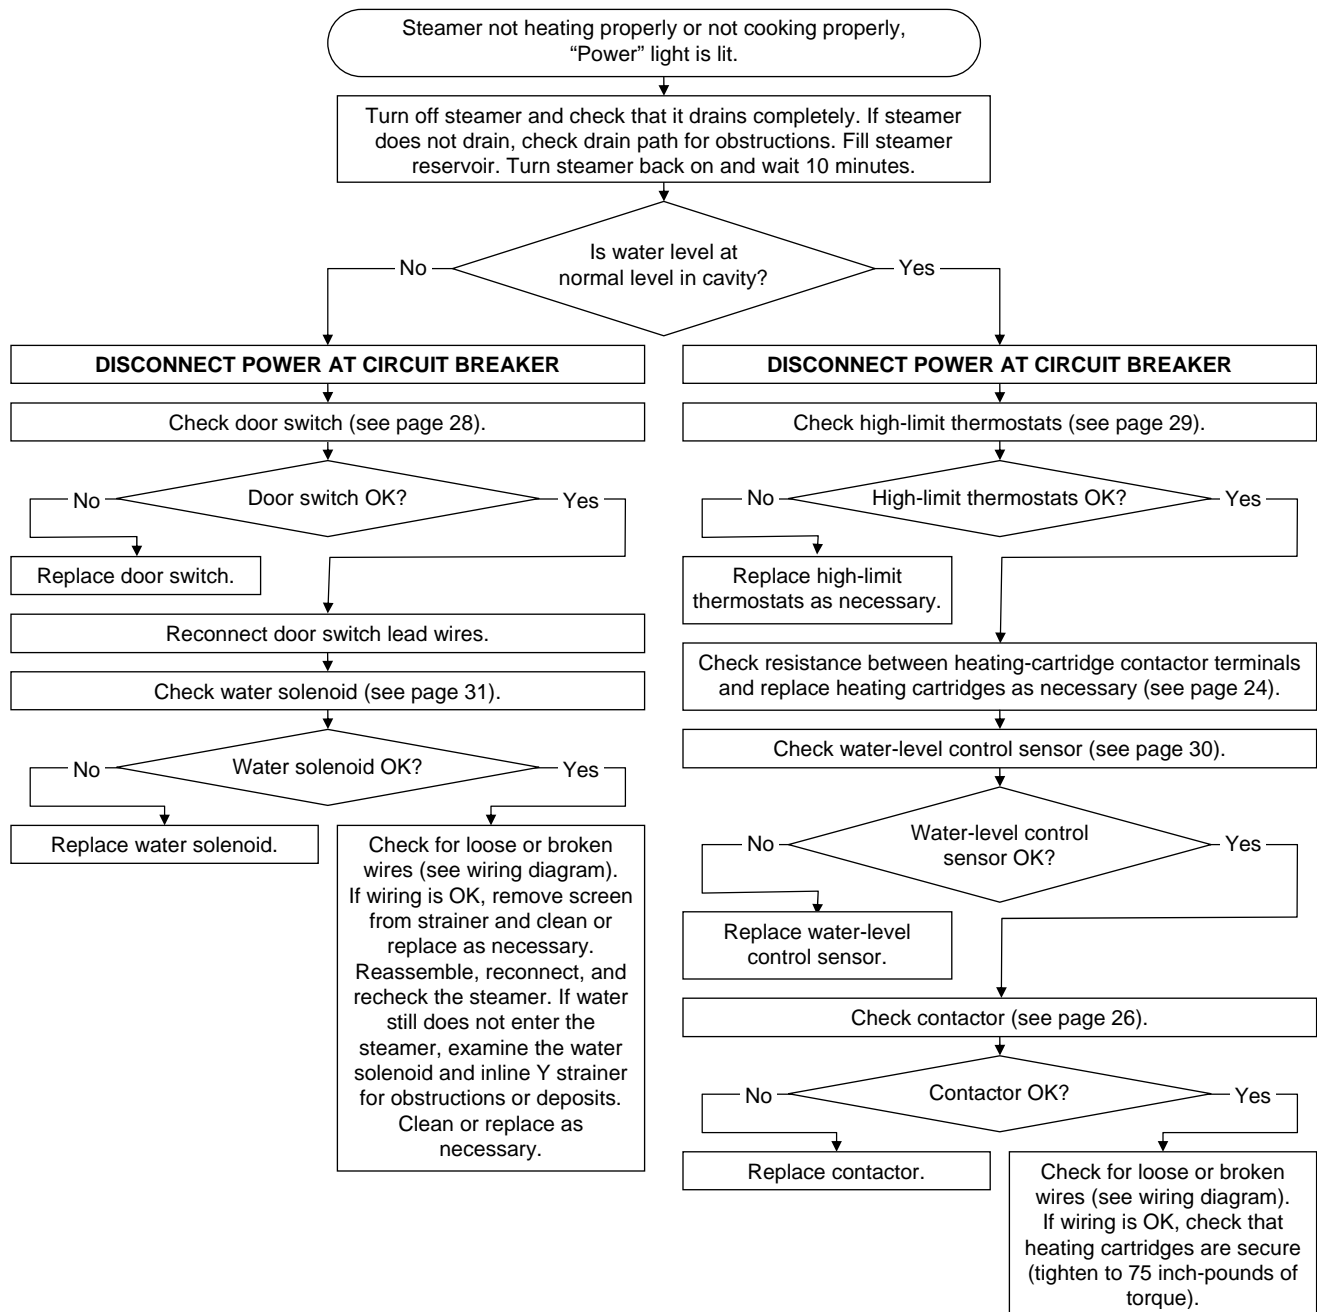 Steamer not heating properly or not cooking properly,
“Power” light is lit.
Turn off steamer and check that it drains completely. If steamer
does not drain, check drain path for obstructions. Fill steamer
reservoir. Turn steamer back on and wait 10 minutes.
Is water level at
normal level in cavity?
No
Yes
DISCONNECT POWER AT CIRCUIT BREAKER
Check door switch (see page 28).
Door switch OK?
No
Yes
Replace door switch.
Reconnect door switch lead wires.
Check water solenoid (see page 31).
Water solenoid OK?
No
Yes
Replace water solenoid.
Check for loose or broken
wires (see wiring diagram).
If wiring is OK, remove screen
from strainer and clean or
replace as necessary.
Reassemble, reconnect, and
recheck the steamer. If water
still does not enter the
steamer, examine the water
solenoid and inline Y strainer
for obstructions or deposits.
Clean or replace as
necessary.
DISCONNECT POWER AT CIRCUIT BREAKER
Check high-limit thermostats (see page 29).
High-limit thermostats OK?
No
Yes
Replace high-limit
thermostats as necessary.
Check resistance between heating-cartridge contactor terminals
and replace heating cartridges as necessary (see page 24).
Check water-level control sensor (see page 30).
Water-level control
sensor OK?
No
Yes
Replace water-level
control sensor.
Check contactor (see page 26).
Contactor OK?
No
Yes
Replace contactor.
Check for loose or broken
wires (see wiring diagram).
If wiring is OK, check that
heating cartridges are secure
(tighten to 75 inch-pounds of
torque).